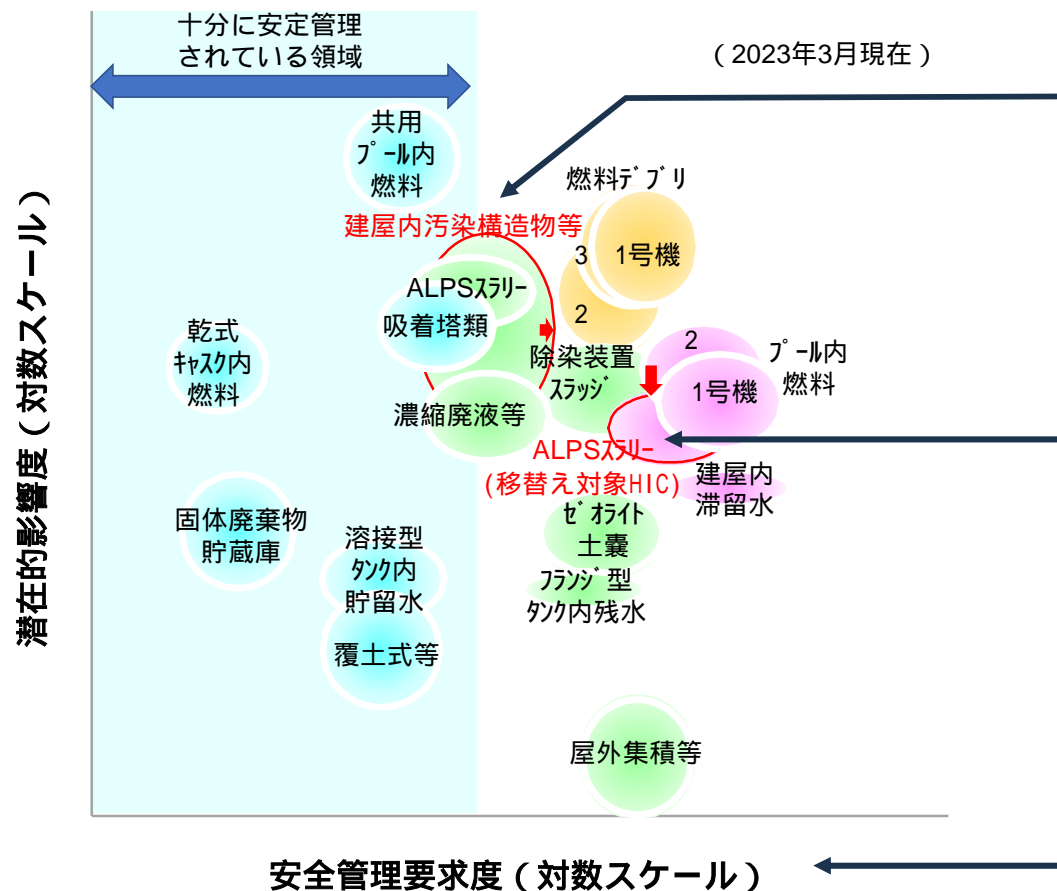 十分に安定管理
されている領域
（2023年3月現在）
共用
ﾌﾟｰﾙ内
燃料
燃料ﾃﾞﾌﾞﾘ
建屋内汚染構造物等
3
1号機
ALPSｽﾗﾘｰ
2
吸着塔類
乾式
ｷｬｽｸ内
燃料
除染装置
ｽﾗｯｼﾞ
2
ﾌﾟｰﾙ内
燃料
1号機
濃縮廃液等
ALPSｽﾗﾘｰ
(移替え対象HIC)
建屋内
滞留水
ｾﾞｵﾗｲﾄ
土嚢
固体廃棄物
貯蔵庫
溶接型
ﾀﾝｸ内
貯留水
ﾌﾗﾝｼﾞ型
ﾀﾝｸ内残水
覆土式等
屋外集積等
潜在的影響度（対数スケール）
安全管理要求度（対数スケール）